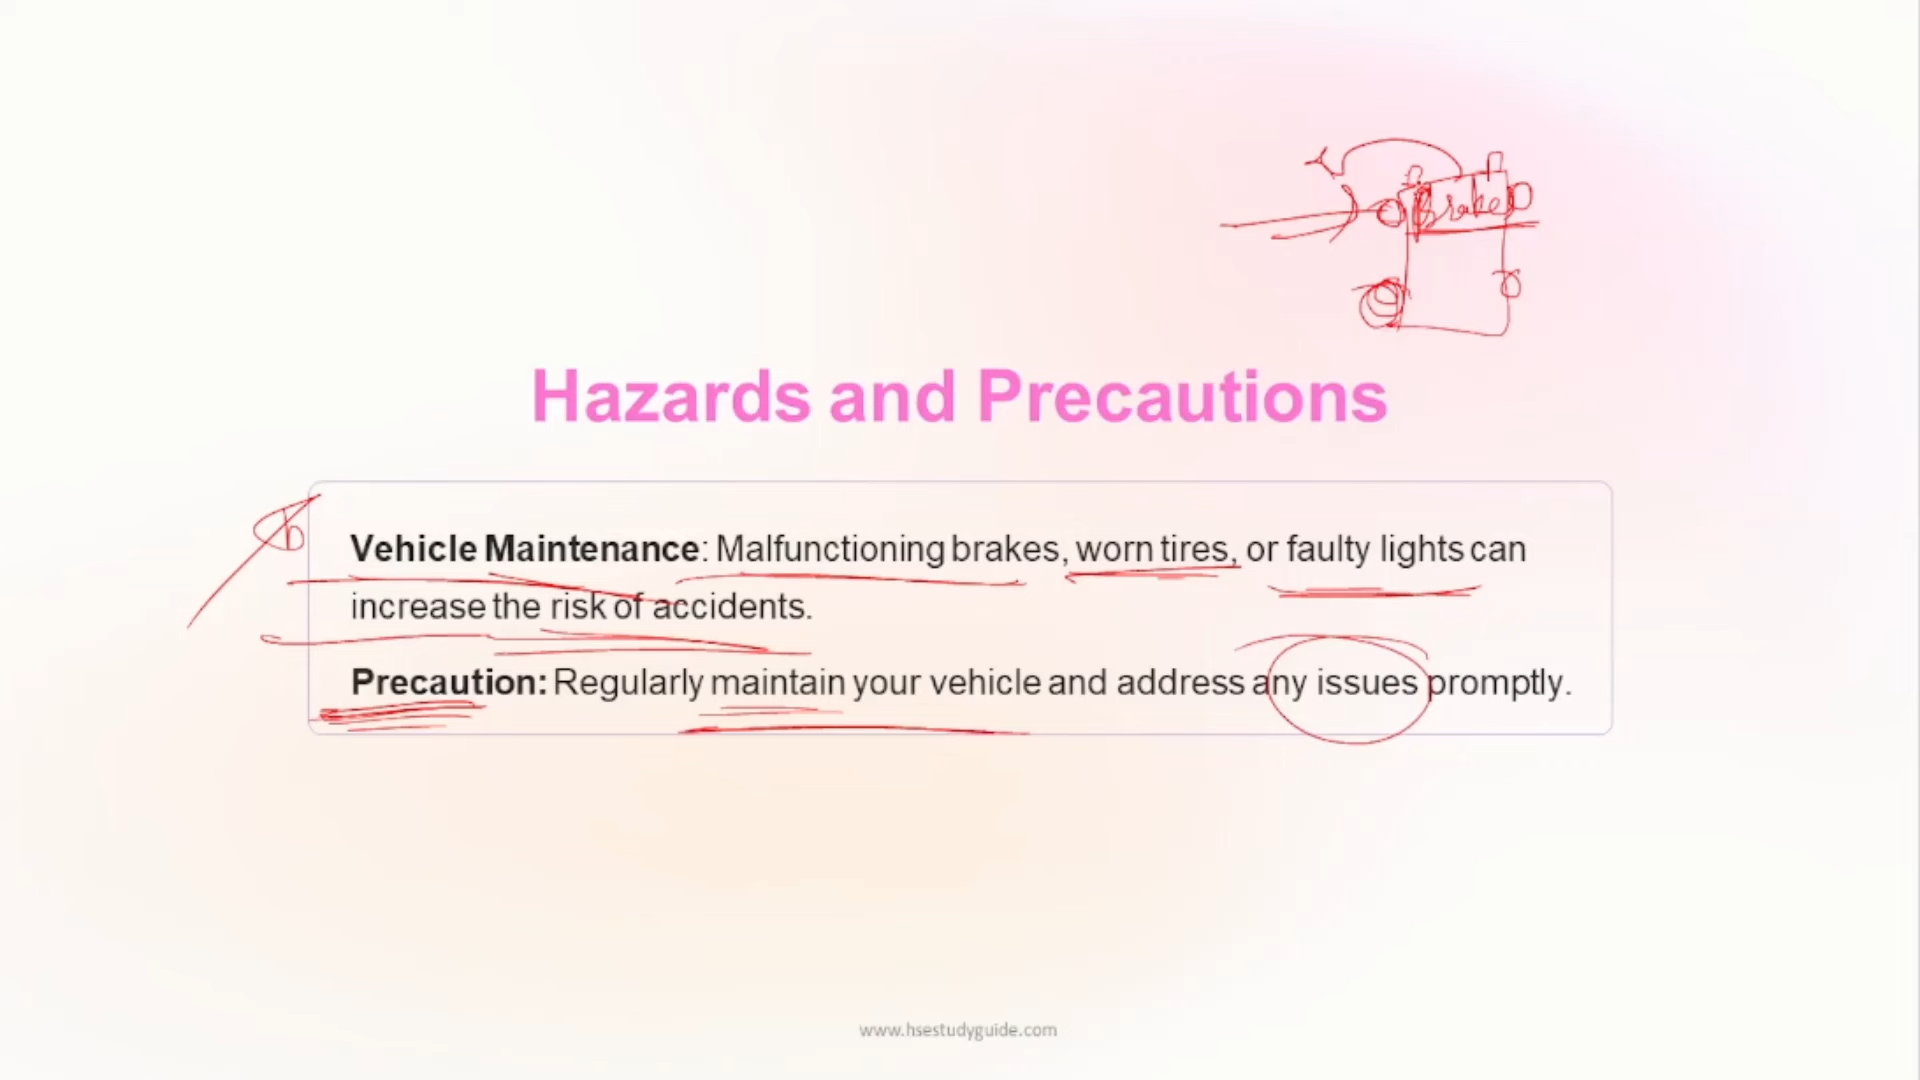 Brake
Hazards and Precautions
Vehicle Maintenance: Malfunctioning brakes, worn tires, or faulty lights can
increase the risk of accidents.
Precaution: Regularly maintain your vehicle and address any issues promptly.
www.hsestudyguide.com